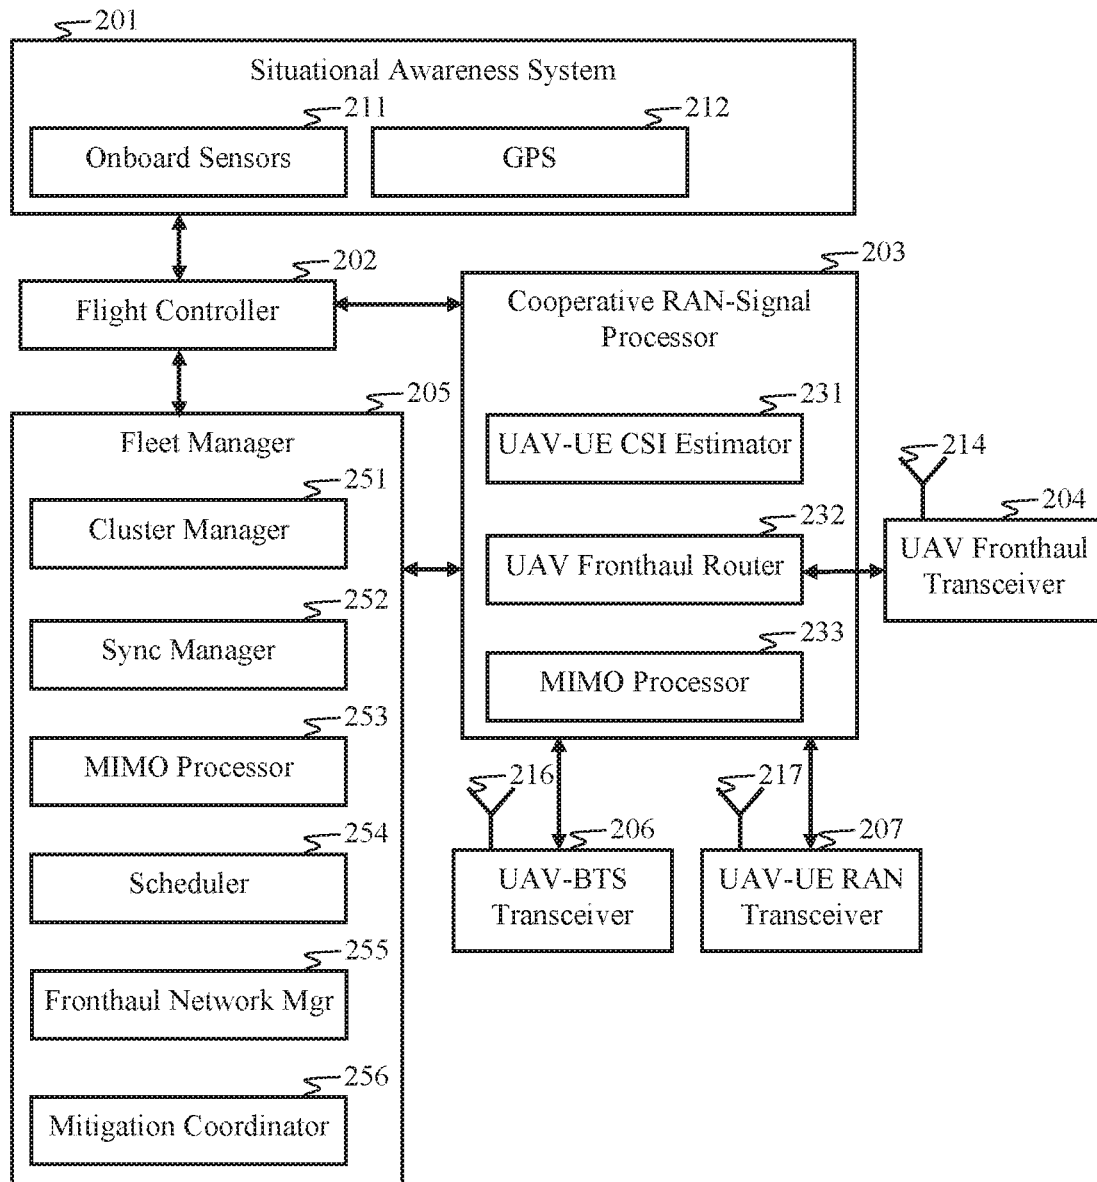 201
Situational Awareness System
211
Onboard Sensors
212
GPS
202
Flight Controller
203
Cooperative RAN-Signal
Processor
231
UAV-UE CSI Estimator
232
UAV Fronthaul Router
233
MIMO Processor
205
Fleet Manager
251
Cluster Manager
252
Sync Manager
253
MIMO Processor
254
Scheduler
255
Fronthaul Network Mgr
256
Mitigation Coordinator
214
204
UAV Fronthaul
Transceiver
216
206
UAV-BTS
Transceiver
217
207
UAV-UE RAN
Transceiver